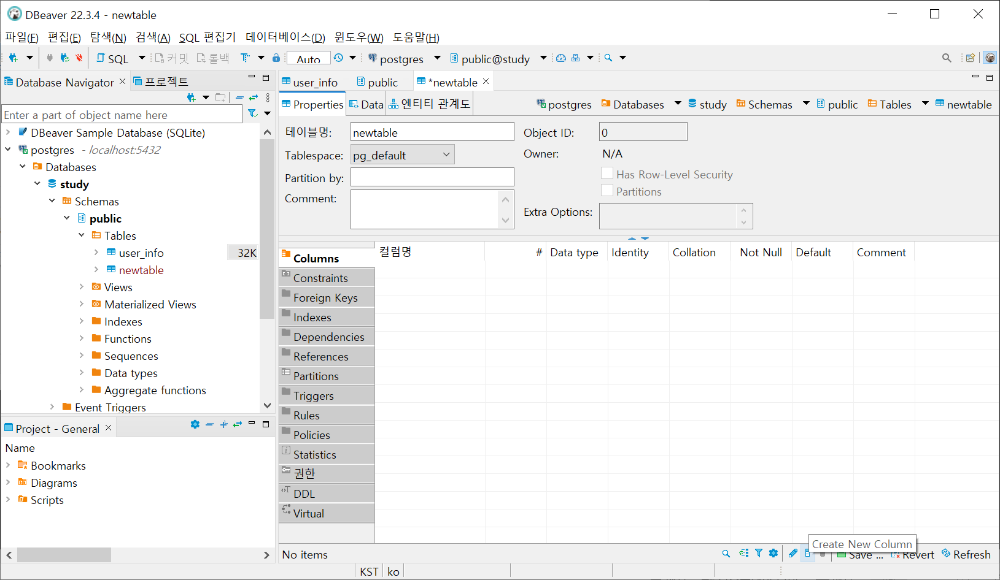 DBeaver 22.3.4 - newtable
파일(F) 편집(E) 탐색(N) 검색(A) SQL 편집기 데이터베이스(D) 윈도우(W) 도움말(H)
SQL 커밋 롤백 Auto postgres public@study
Database Navigator 프로젝트
Enter a part of object name here
DBeaver Sample Database (SQLite)
postgres - localhost:5432
Databases
study
Schemas
public
Tables
user_info 32K
newtable
Views
Materialized Views
Indexes
Functions
Sequences
Data types
Aggregate functions
Event Triggers
Project - General
Name
Bookmarks
Diagrams
Scripts
user_info public *newtable
Properties Data 엔티티 관계도 postgres Databases study Schemas public Tables newtable
테이블명: newtable
Tablespace: pg_default
Partition by:
Comment:
Object ID: 0
Owner: N/A
Has Row-Level Security
Partitions
Extra Options:
Columns
Constraints
Foreign Keys
Indexes
Dependencies
References
Partitions
Triggers
Rules
Policies
Statistics
권한
DDL
Virtual
컬럼명 # Data type Identity Collation Not Null Default Comment
Create New Column
No items Save ... Revert Refresh
KST ko